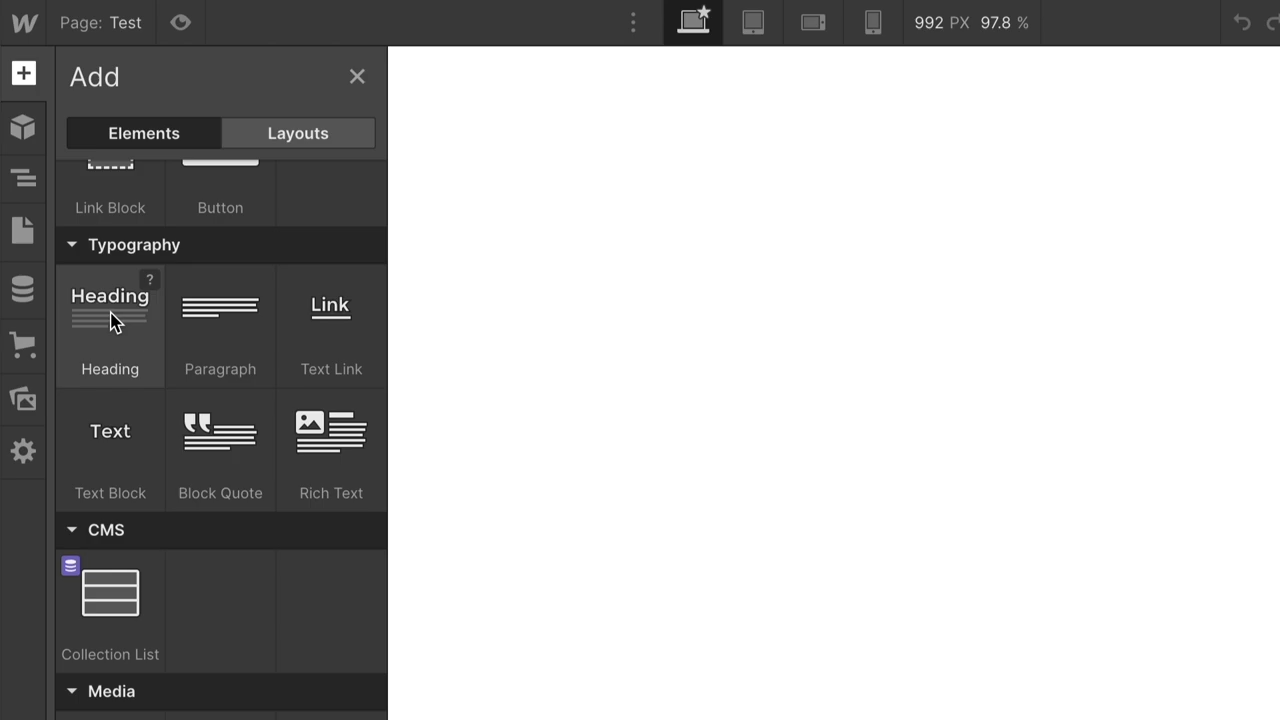 Page: Test
992 PX 97.8 %
Add
Elements Layouts
Link Block Button
Typography
?
Heading
Link
Heading Paragraph Text Link
Text
Text Block Block Quote Rich Text
CMS
Collection List
Media